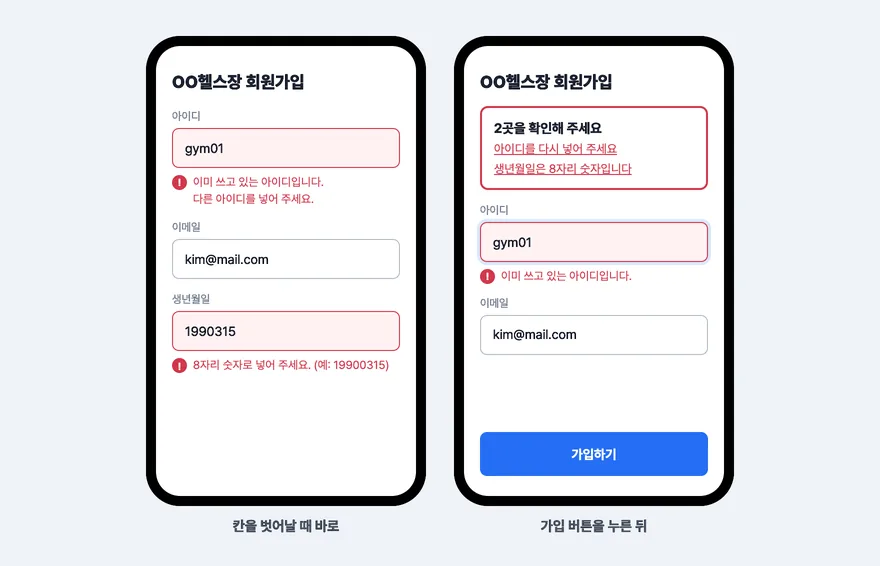 OO헬스장 회원가입
아이디
gym01
! 이미 쓰고 있는 아이디입니다.
다른 아이디를 넣어 주세요.
이메일
kim@mail.com
생년월일
1990315
! 8자리 숫자로 넣어 주세요. (예: 19900315)
칸을 벗어날 때 바로
OO헬스장 회원가입
2곳을 확인해 주세요
아이디를 다시 넣어 주세요
생년월일은 8자리 숫자입니다
아이디
gym01
! 이미 쓰고 있는 아이디입니다.
이메일
kim@mail.com
가입하기
가입 버튼을 누른 뒤